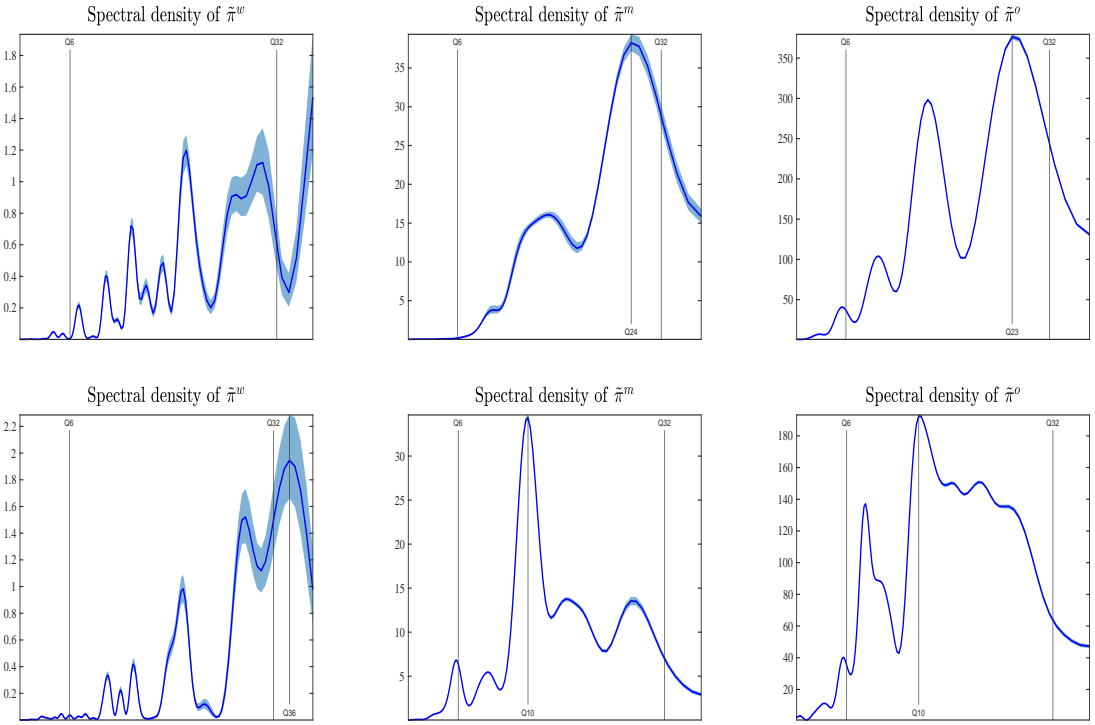 Spectral density of π̃^w
Q6 Q32
1.8
1.6
1.4
1.2
1
0.8
0.6
0.4
0.2
Spectral density of π̃^m
Q6 Q32
35
30
25
20
15
10
5
Q24
Spectral density of π̃^o
Q6 Q32
350
300
250
200
150
100
50
Q23
Spectral density of π̃^w
Q6 Q32
2.2
2
1.8
1.6
1.4
1.2
1
0.8
0.6
0.4
0.2
Q36
Spectral density of π̃^m
Q6 Q32
30
25
20
15
10
5
Q10
Spectral density of π̃^o
Q6 Q32
180
160
140
120
100
80
60
40
20
Q10